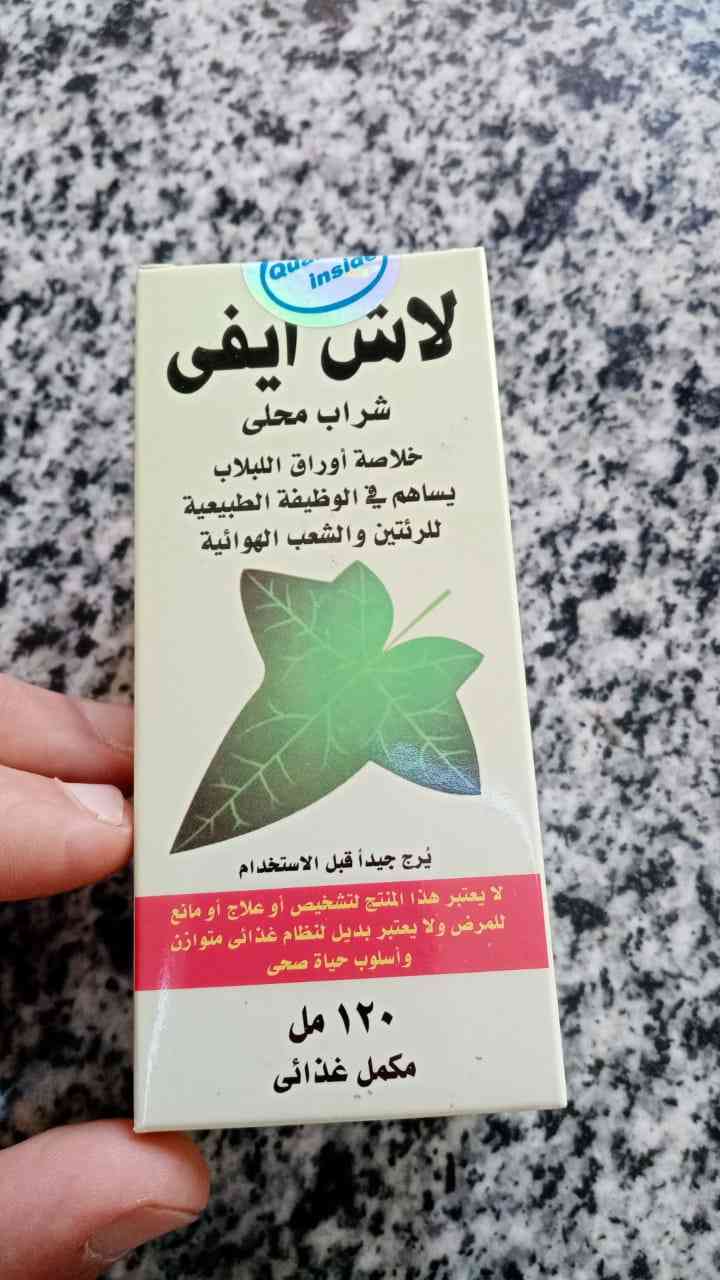 inside
لاش ايفى
شراب محلى
خلاصة أوراق اللبلاب
يساهم في الوظيفة الطبيعية
للرئتين والشعب الهوائية
يُرج جيداً قبل الاستخدام
لا يعتبر هذا المنتج لتشخيص أو علاج أو مانع
للمرض ولا يعتبر بديل لنظام غذائى متوازن
وأسلوب حياة صحى
١٢٠ مل
مكمل غذائى